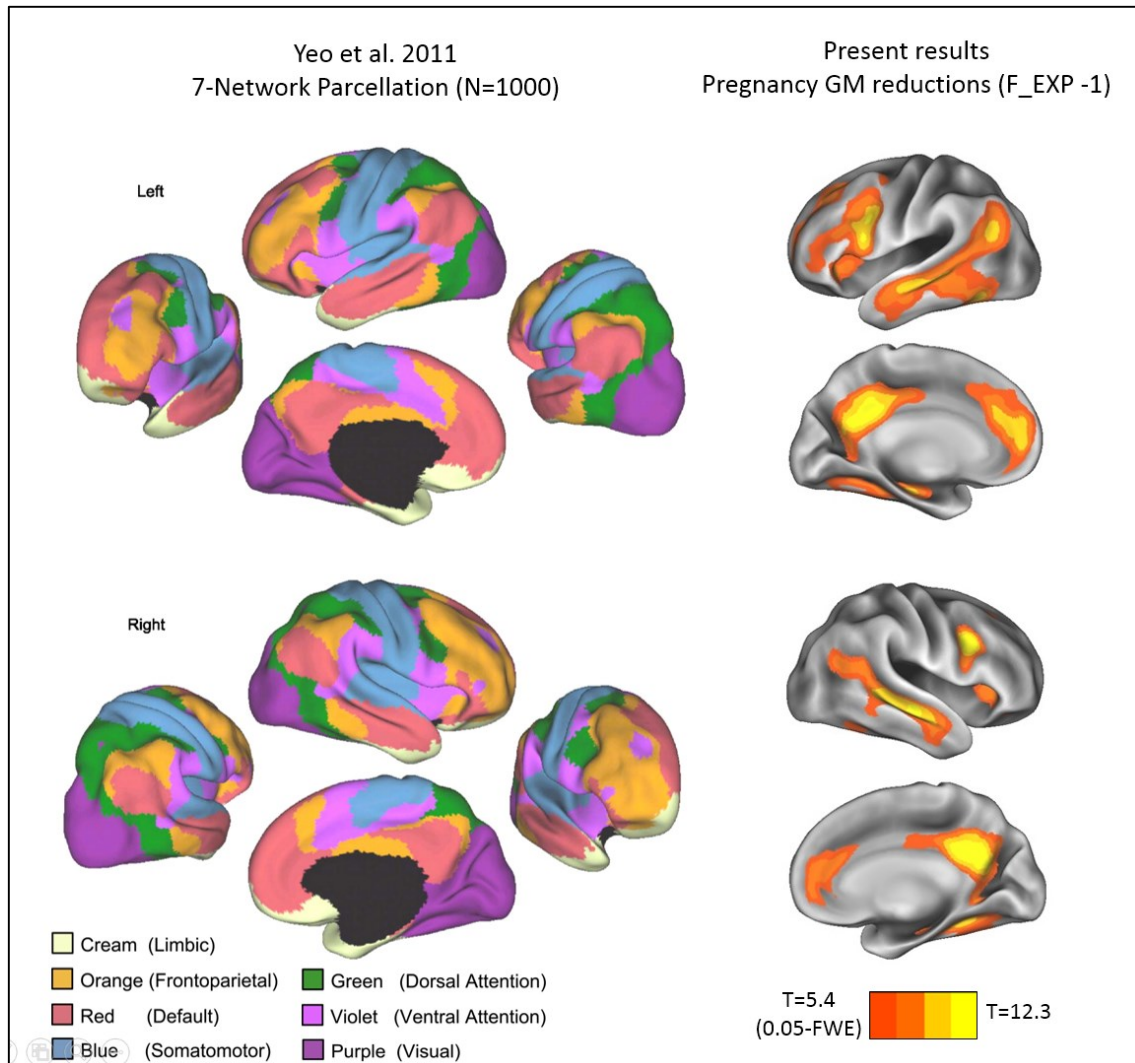 Yeo et al. 2011
7-Network Parcellation (N=1000)
Present results
Pregnancy GM reductions (F_EXP -1)
Left
Right
Cream (Limbic)
Orange (Frontoparietal)
Red (Default)
Blue (Somatomotor)
Green (Dorsal Attention)
Violet (Ventral Attention)
Purple (Visual)
T=5.4
(0.05-FWE)
T=12.3